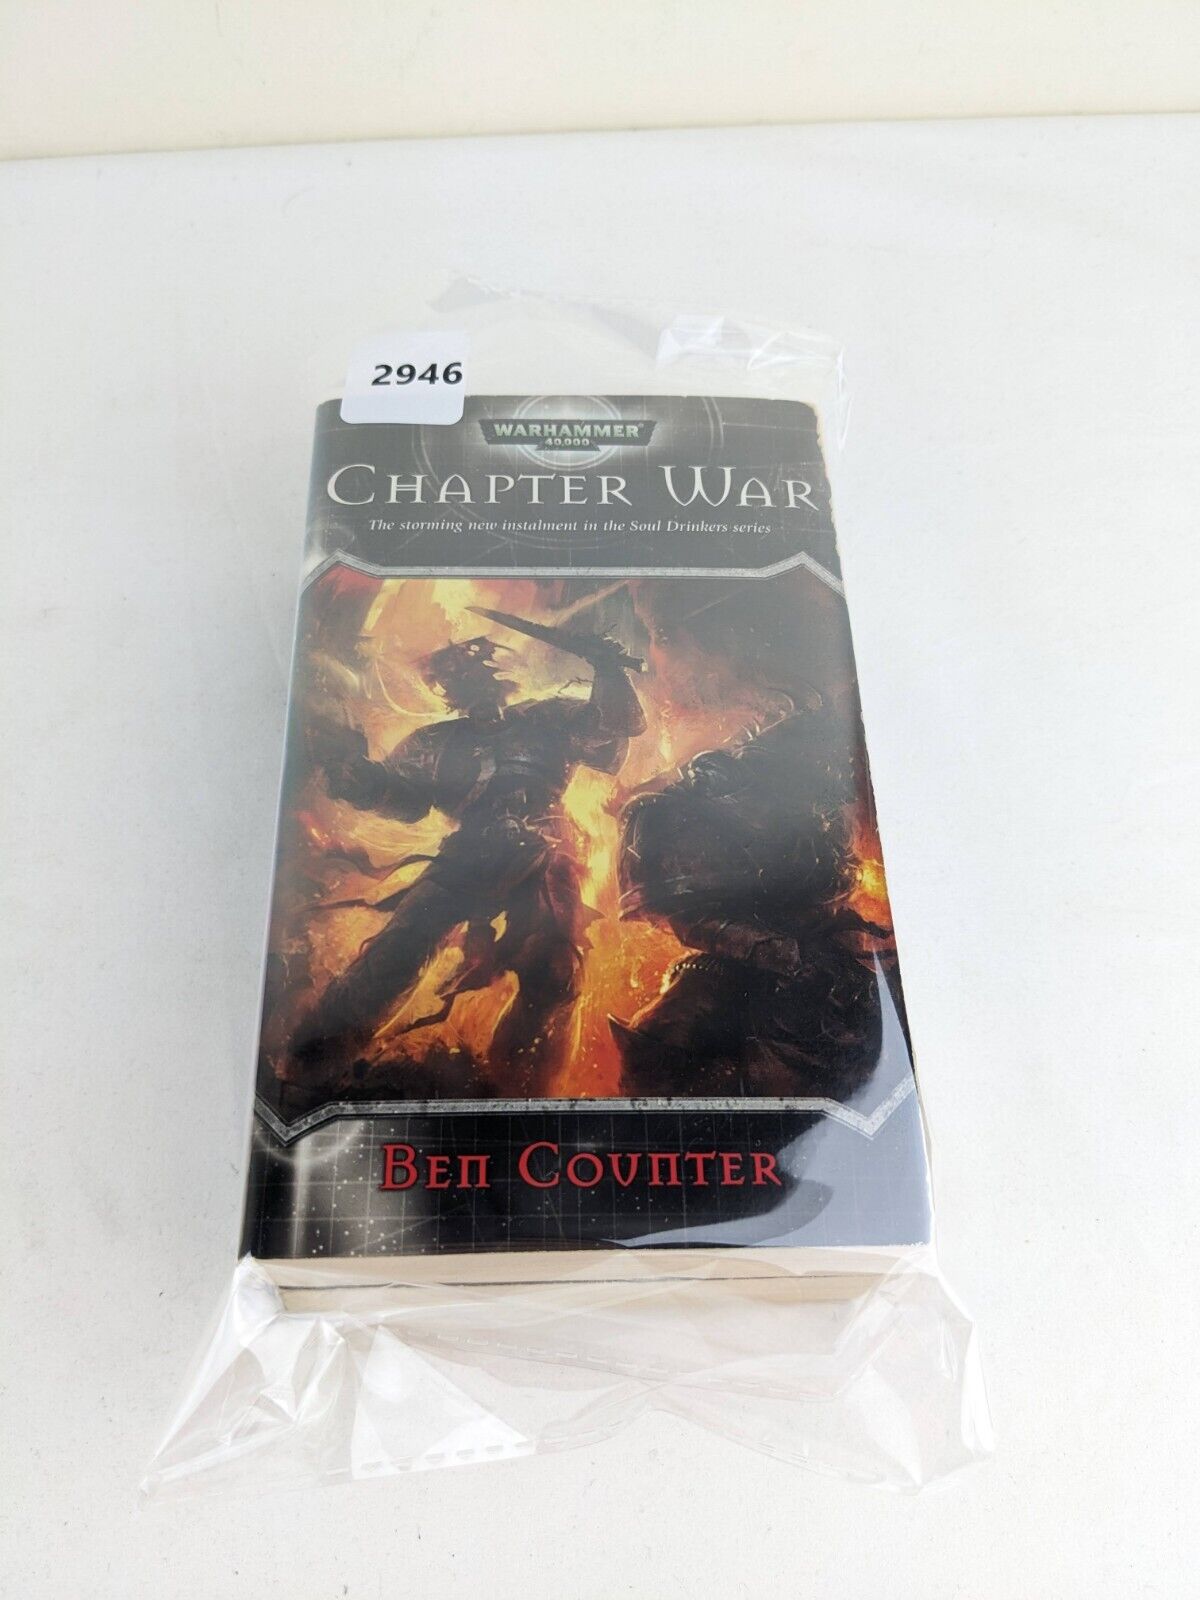 2946
WARHAMMER
40,000
CHAPTER WAR
The storming new instalment in the Soul Drinkers series
BEN COUNTER